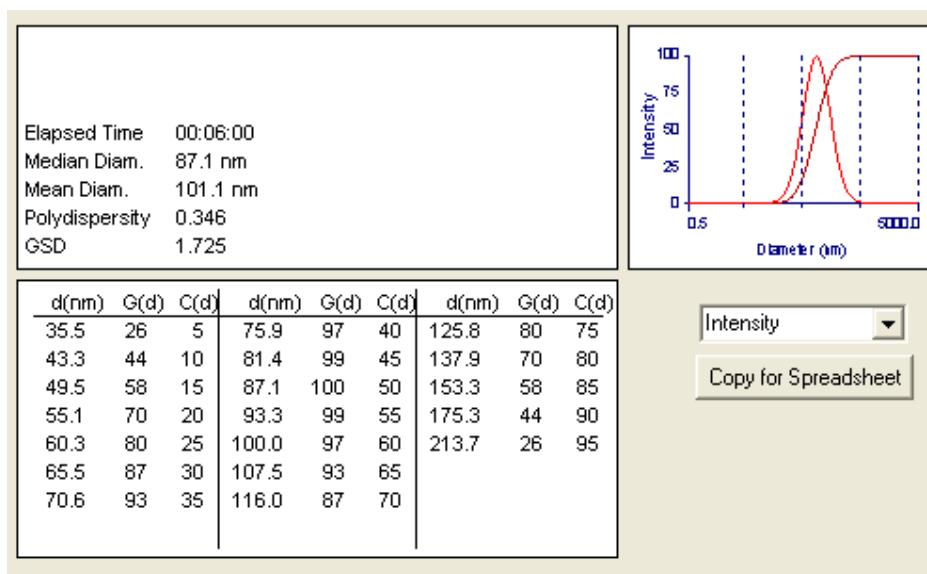 Elapsed Time 00:06:00
Median Diam. 87.1 nm
Mean Diam. 101.1 nm
Polydispersity 0.346
GSD 1.725
100
75
50
25
0
Intensity
0.5 5000.0
Diameter (nm)
d(nm) G(d) C(d) d(nm) G(d) C(d) d(nm) G(d) C(d)
35.5 26 5 75.9 97 40 125.8 80 75
43.3 44 10 81.4 99 45 137.9 70 80
49.5 58 15 87.1 100 50 153.3 58 85
55.1 70 20 93.3 99 55 175.3 44 90
60.3 80 25 100.0 97 60 213.7 26 95
65.5 87 30 107.5 93 65
70.6 93 35 116.0 87 70
Intensity
Copy for Spreadsheet